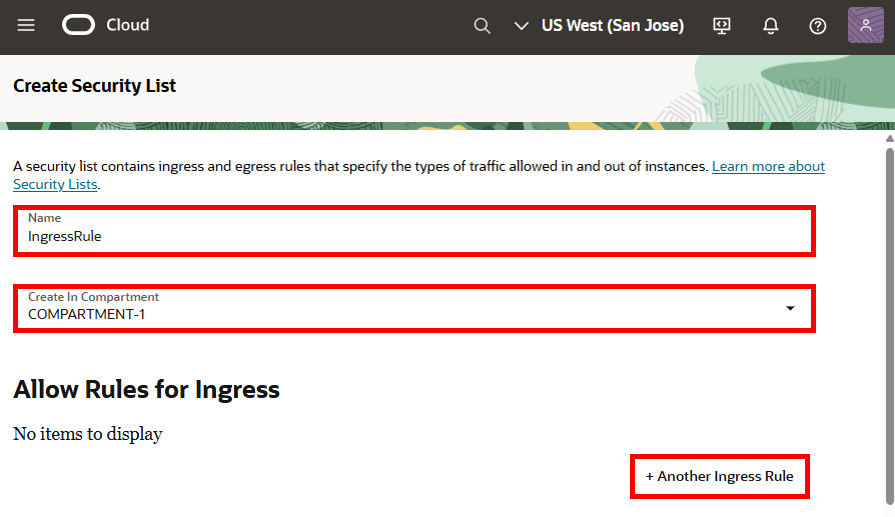 Cloud
US West (San Jose)
Create Security List
A security list contains ingress and egress rules that specify the types of traffic allowed in and out of instances. Learn more about
Security Lists.
Name
IngressRule
Create In Compartment
COMPARTMENT-1
Allow Rules for Ingress
No items to display
+ Another Ingress Rule